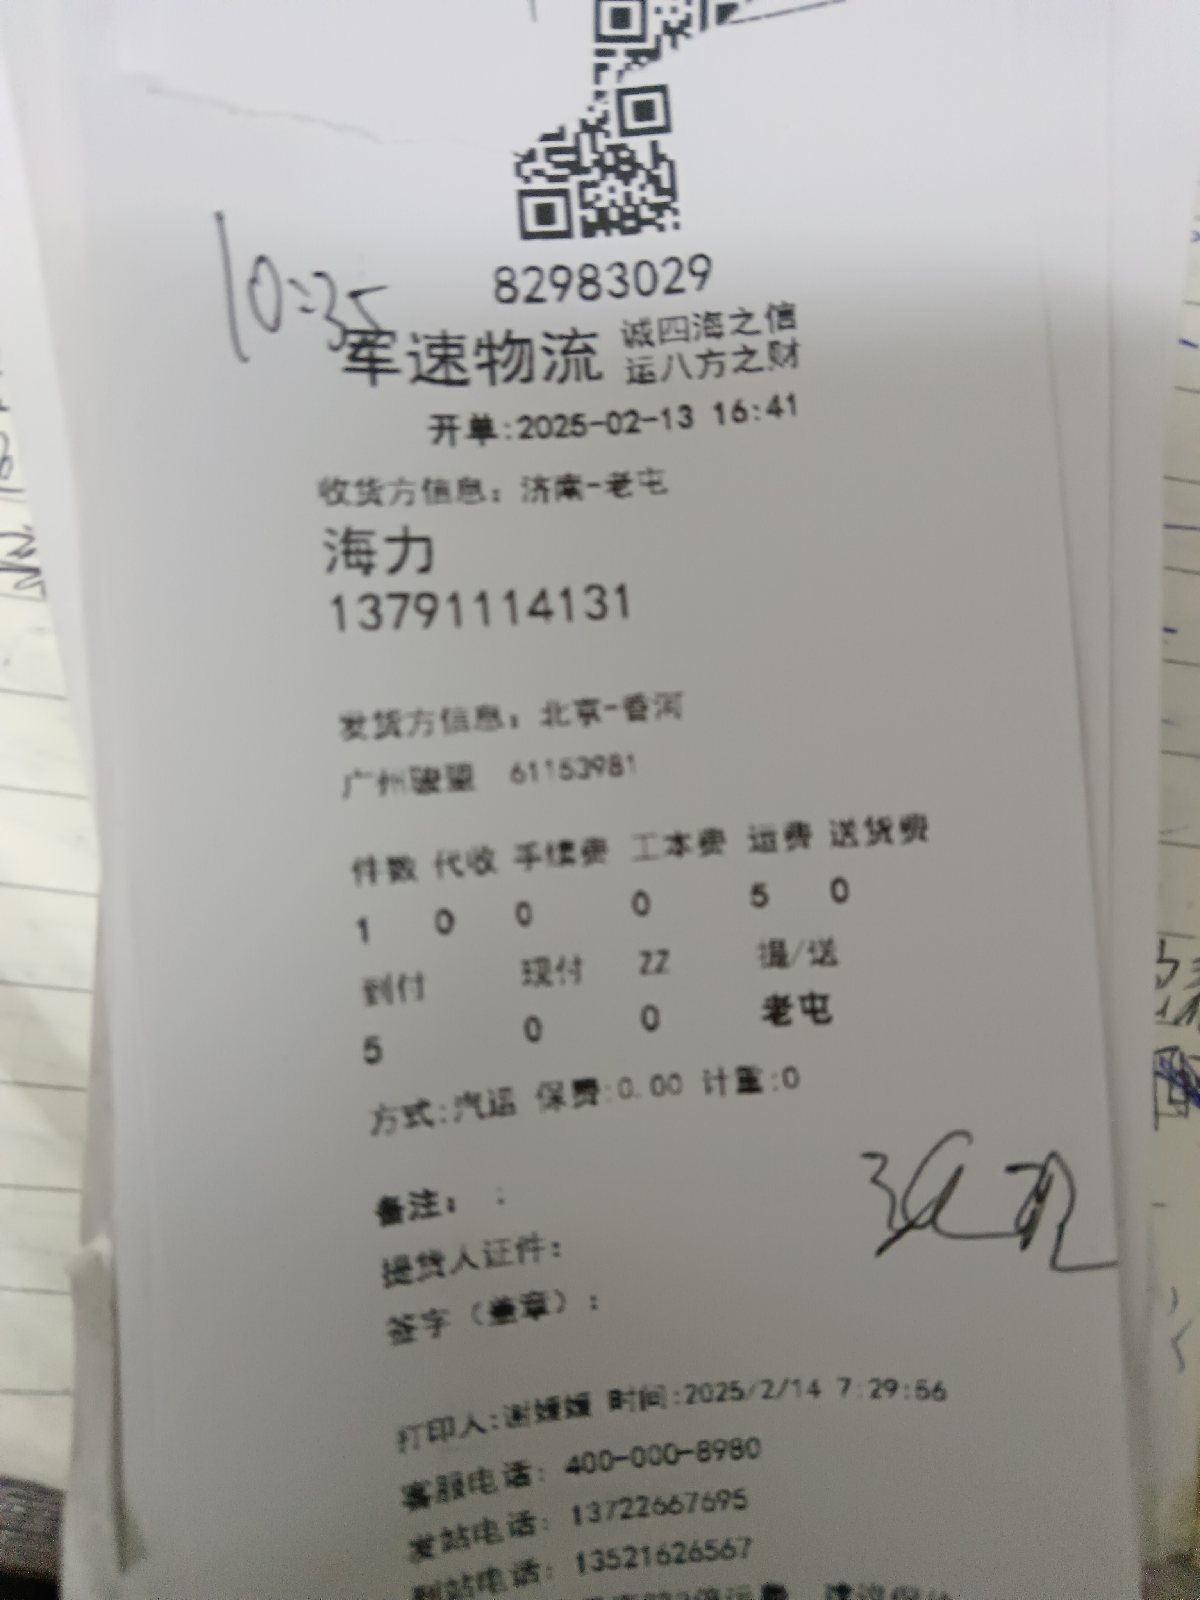 82983029
10:35
军速物流 诚四海之信
运八方之财
开单:2025-02-13 16:41
收货方信息：济南-老屯
海力
13791114131
发货方信息：北京-香河
广州骏盟 61153981
件数 代收 手续费 工本费 运费 送货费
1 0 0 0 5 0
到付 现付 ZZ 提/送
5 0 0 老屯
方式:汽运 保费:0.00 计重:0
备注： :
提货人证件：
签字（盖章）：
打印人:谢媛媛 时间:2025/2/14 7:29:56
客服电话：400-000-8980
发站电话：13722667695
到站电话：13521626567